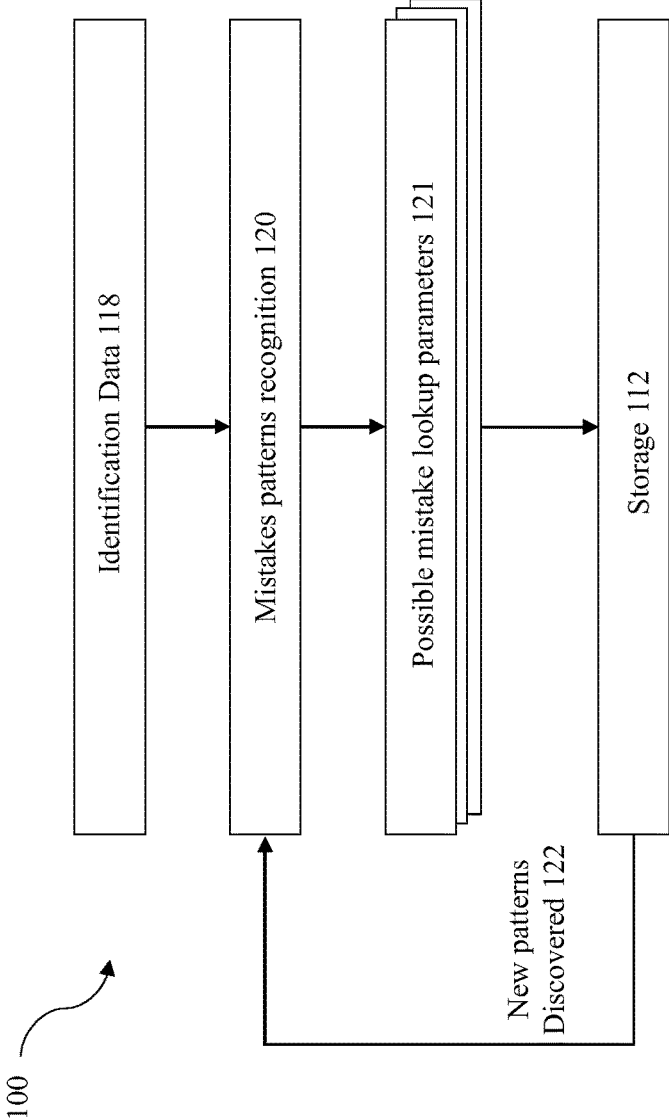 100
Identification Data 118
Mistakes patterns recognition 120
Possible mistake lookup parameters 121
New patterns
Discovered 122
Storage 112